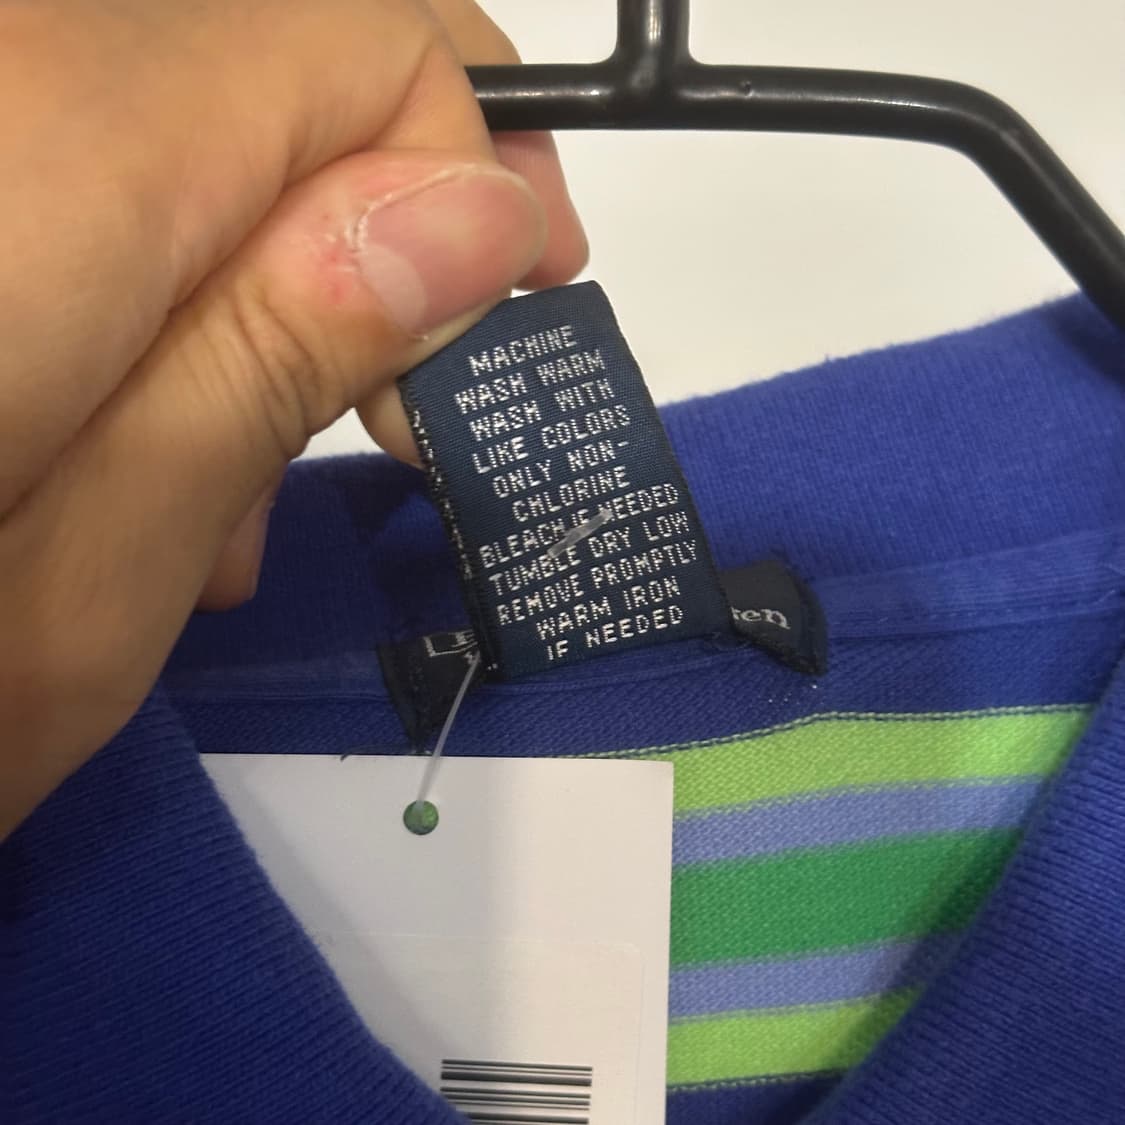 MACHINE
WASH WARM
WASH WITH
LIKE COLORS
ONLY NON-
CHLORINE
BLEACH IF NEEDED
TUMBLE DRY LOW
REMOVE PROMPTLY
WARM IRON
IF NEEDED